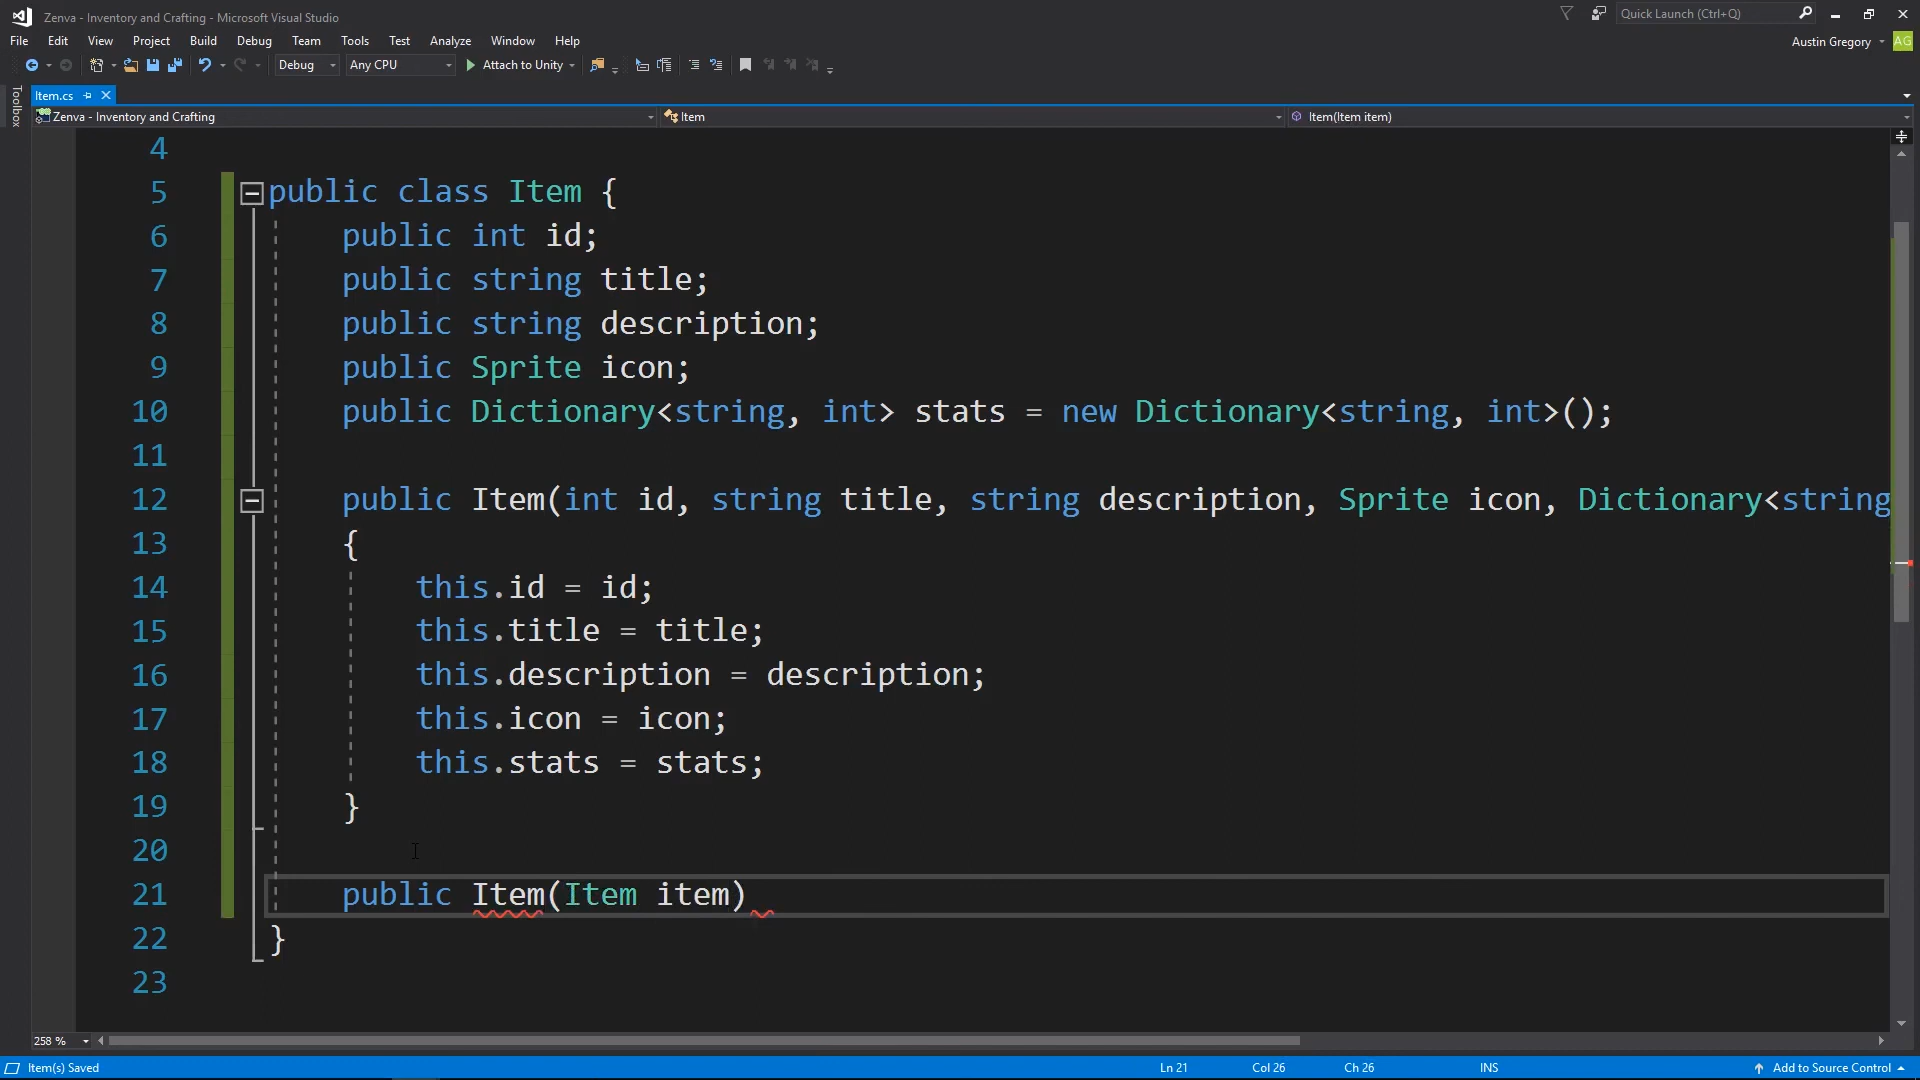 Zenva - Inventory and Crafting - Microsoft Visual Studio
Quick Launch (Ctrl+Q)
File Edit View Project Build Debug Team Tools Test Analyze Window Help
Austin Gregory AG
Debug Any CPU Attach to Unity
Toolbox
Item.cs
Zenva - Inventory and Crafting Item Item(Item item)
4
5 public class Item {
6 public int id;
7 public string title;
8 public string description;
9 public Sprite icon;
10 public Dictionary<string, int> stats = new Dictionary<string, int>();
11
12 public Item(int id, string title, string description, Sprite icon, Dictionary<string
13 {
14 this.id = id;
15 this.title = title;
16 this.description = description;
17 this.icon = icon;
18 this.stats = stats;
19 }
20
21 public Item(Item item)
22 }
23
258 %
Item(s) Saved Ln 21 Col 26 Ch 26 INS Add to Source Control